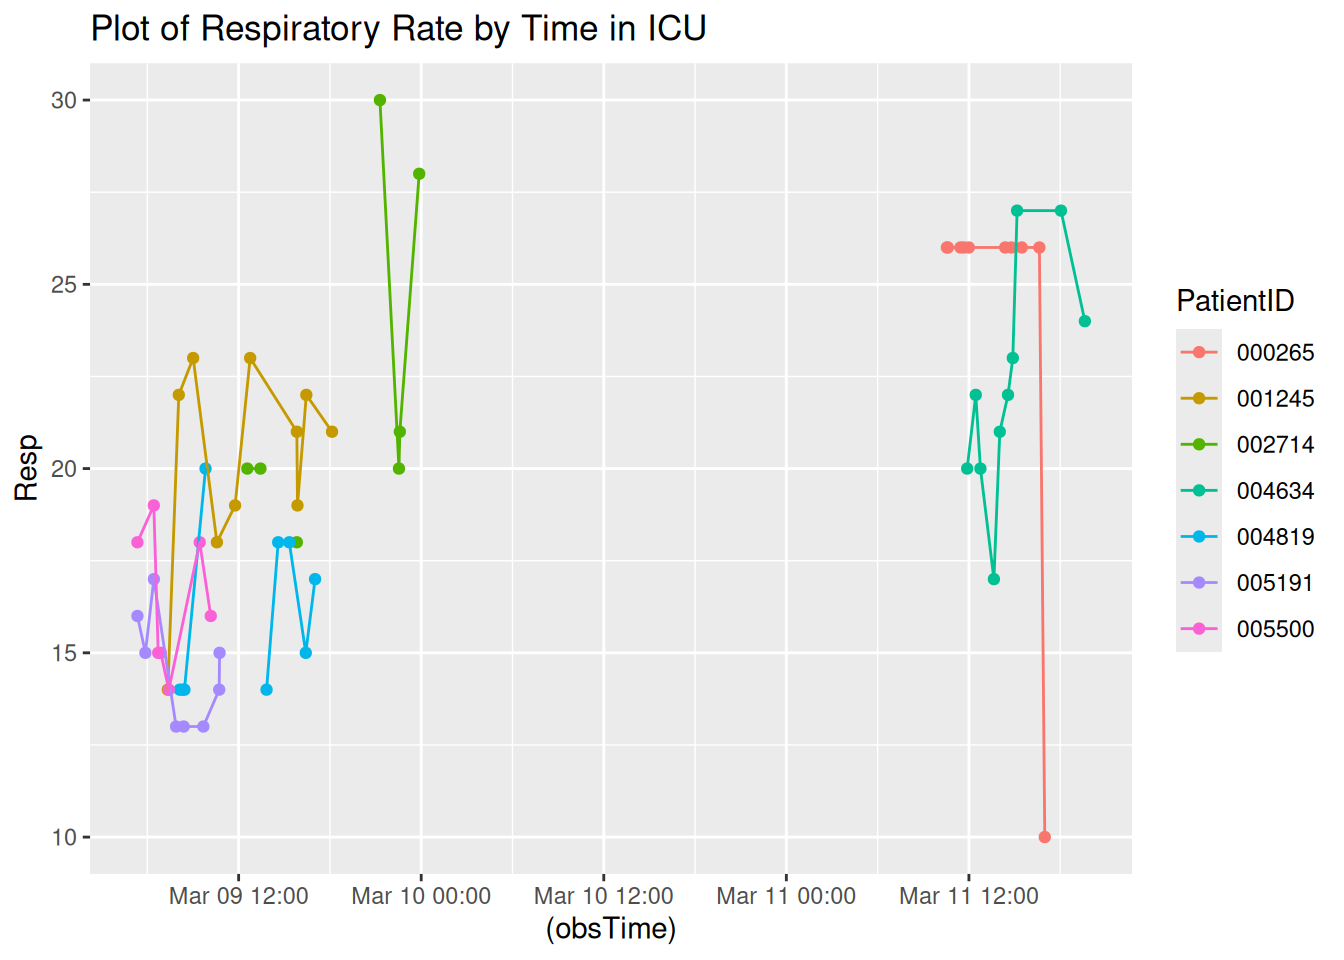 Plot of Respiratory Rate by Time in ICU
30
25
20
15
10
Resp
Mar 09 12:00
Mar 10 00:00
Mar 10 12:00
Mar 11 00:00
Mar 11 12:00
(obsTime)
PatientID
000265
001245
002714
004634
004819
005191
005500